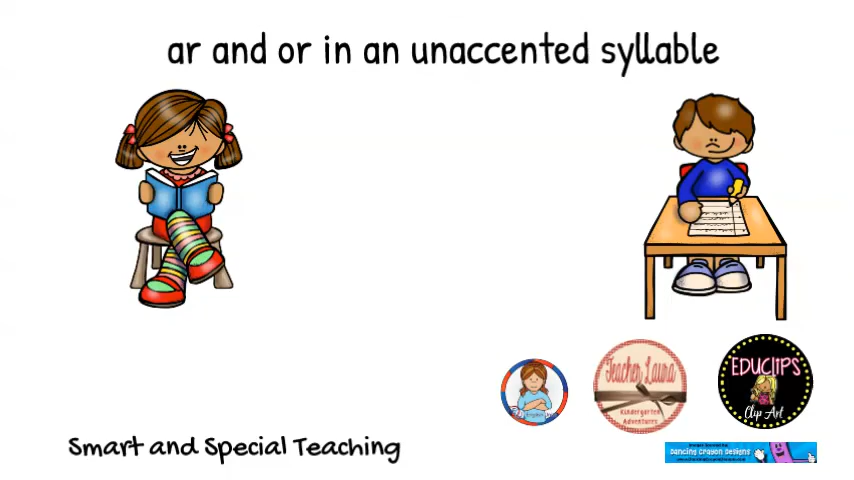 ar and or in an unaccented syllable
Teacher Laura
Kindergarten
Adventures
EDUCLIPS
Clip Art
Smart and Special Teaching
Dancing Crayon Designs